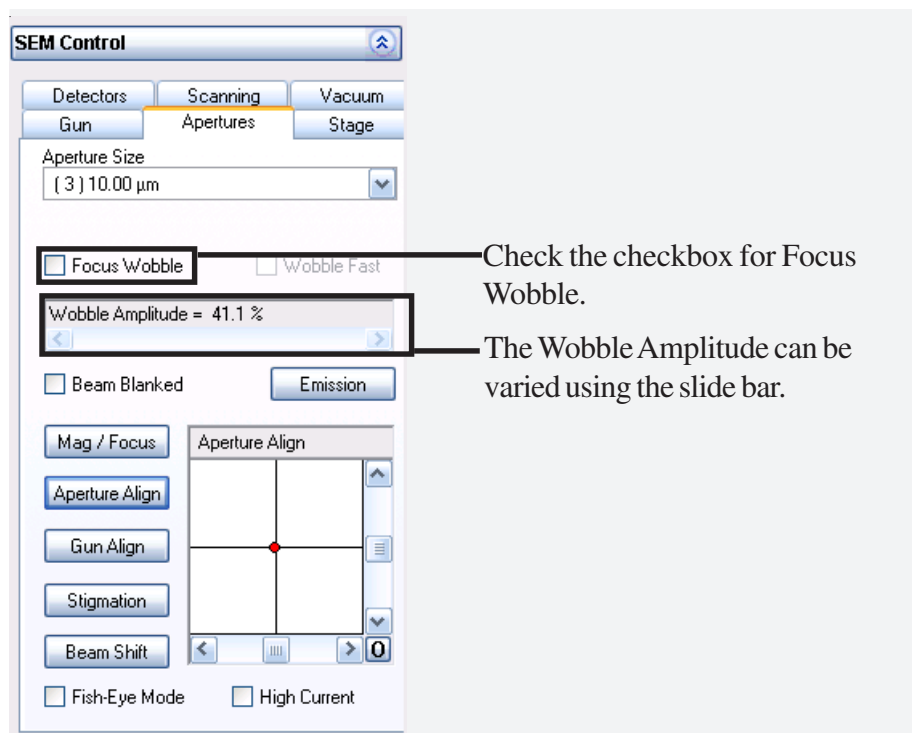 SEM Control
Detectors Scanning Vacuum
Gun Apertures Stage
Aperture Size
( 3 ) 10.00 µm
Focus Wobble Wobble Fast
Check the checkbox for Focus
Wobble.
Wobble Amplitude = 41.1 %
The Wobble Amplitude can be
varied using the slide bar.
Beam Blanked Emission
Mag / Focus Aperture Align
Aperture Align
Gun Align
Stigmation
Beam Shift 0
Fish-Eye Mode High Current